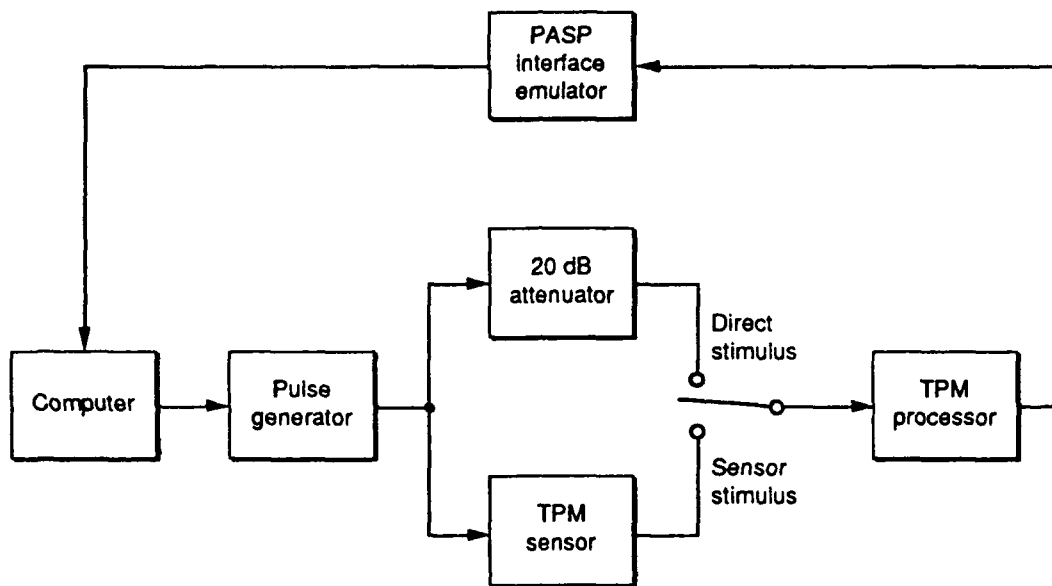 PASP
interface
emulator
20 dB
attenuator
Direct
stimulus
Computer
Pulse
generator
TPM
processor
Sensor
stimulus
TPM
sensor